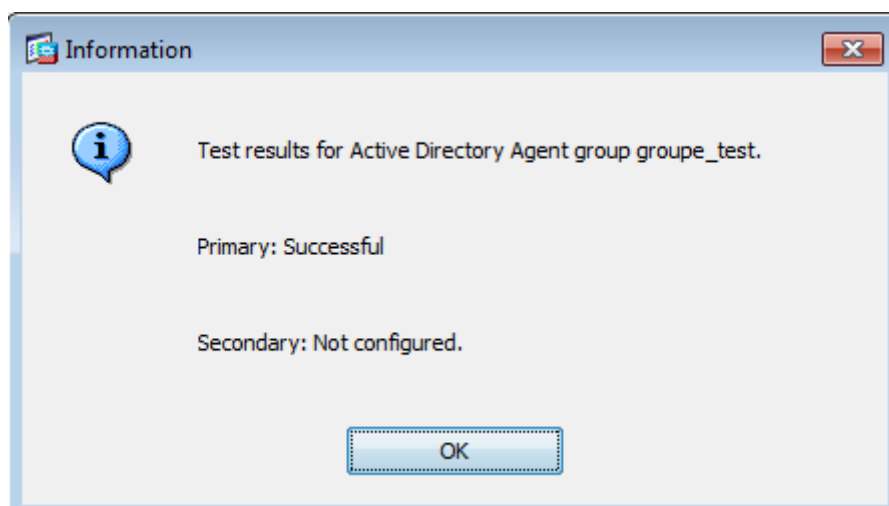 Information
Test results for Active Directory Agent group groupe_test.
Primary: Successful
Secondary: Not configured.
OK